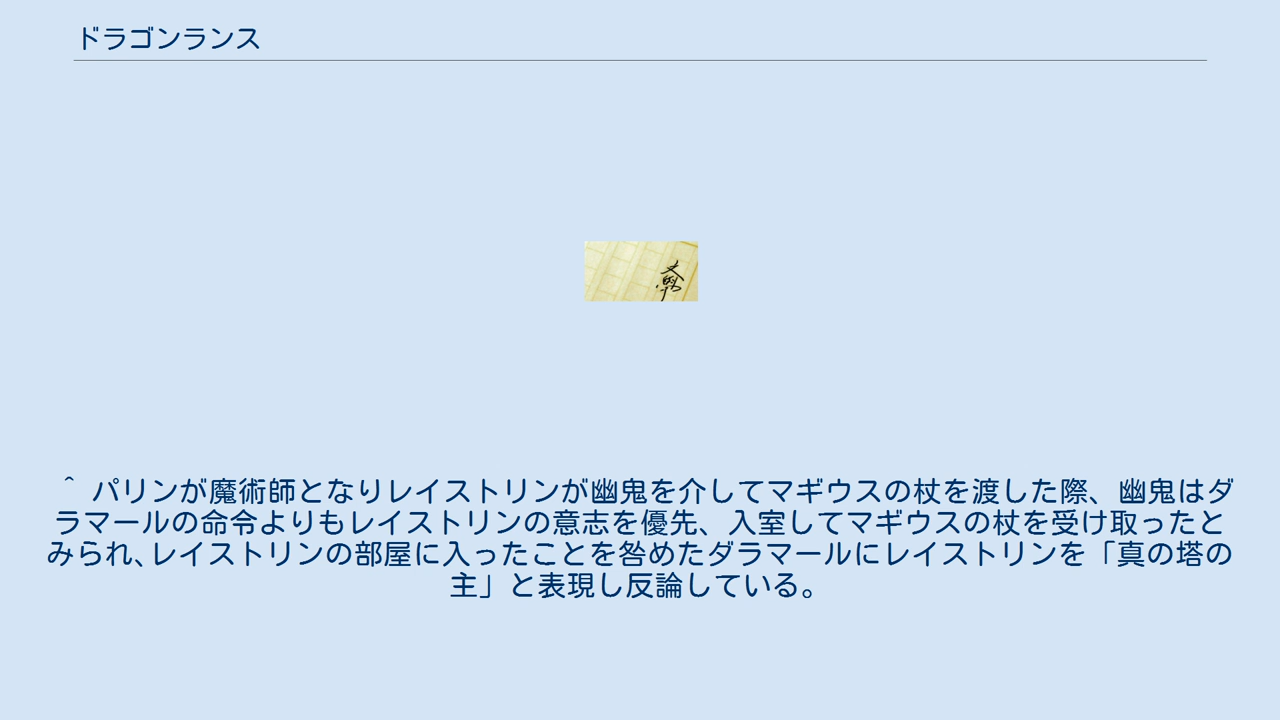 ドラゴンランス
^ パリンが魔術師となりレイストリンが幽鬼を介してマギウスの杖を渡した際、幽鬼はダ
ラマールの命令よりもレイストリンの意志を優先、入室してマギウスの杖を受け取ったと
みられ､レイストリンの部屋に入ったことを咎めたダラマールにレイストリンを「真の塔の
主」と表現し反論している。